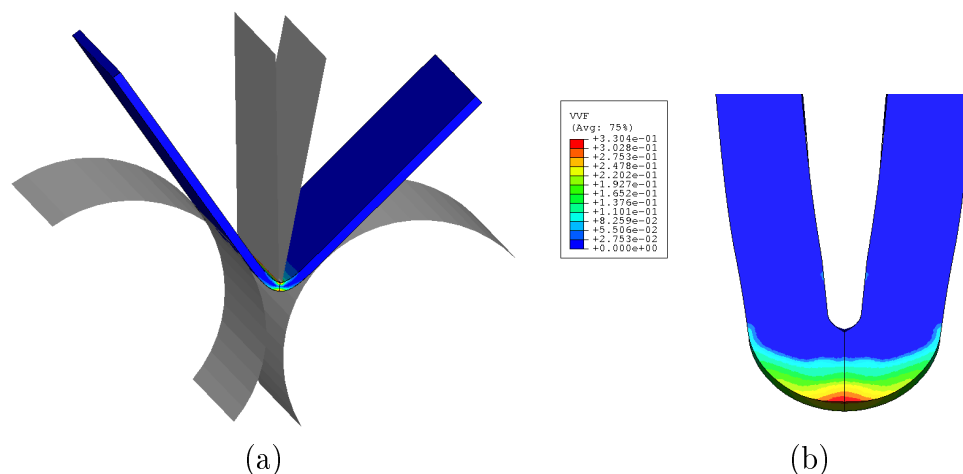 VVF
(Avg: 75%)
+3.304e-01
+3.028e-01
+2.753e-01
+2.478e-01
+2.202e-01
+1.927e-01
+1.652e-01
+1.376e-01
+1.101e-01
+8.259e-02
+5.506e-02
+2.753e-02
+0.000e+00
(a)
(b)